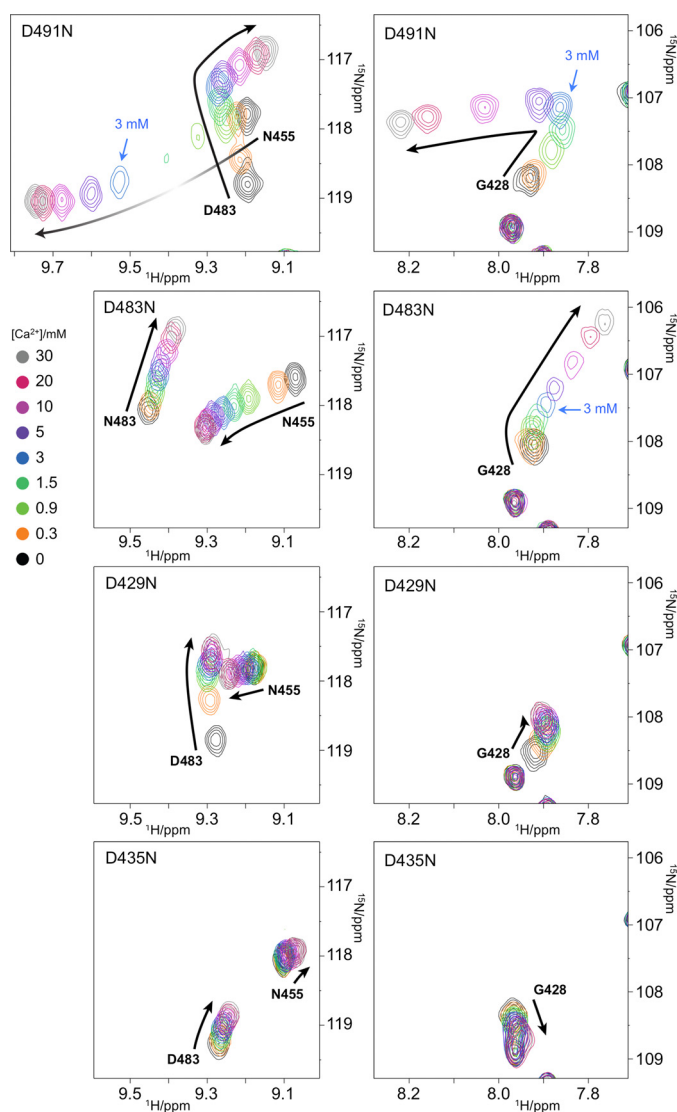 D491N
3 mM
N455
D483
117
118
119
¹⁵N/ppm
9.7
9.5
9.3
9.1
¹H/ppm
D491N
3 mM
G428
106
107
108
109
¹⁵N/ppm
8.2
8.0
7.8
¹H/ppm
[Ca²⁺]/mM
30
20
10
5
3
1.5
0.9
0.3
0
D483N
N483
N455
117
118
119
¹⁵N/ppm
9.5
9.3
9.1
¹H/ppm
D483N
3 mM
G428
106
107
108
109
¹⁵N/ppm
8.2
8.0
7.8
¹H/ppm
D429N
N455
D483
117
118
119
¹⁵N/ppm
9.5
9.3
9.1
¹H/ppm
D429N
G428
106
107
108
109
¹⁵N/ppm
8.2
8.0
7.8
¹H/ppm
D435N
N455
D483
117
118
119
¹⁵N/ppm
9.5
9.3
9.1
¹H/ppm
D435N
G428
106
107
108
109
¹⁵N/ppm
8.2
8.0
7.8
¹H/ppm